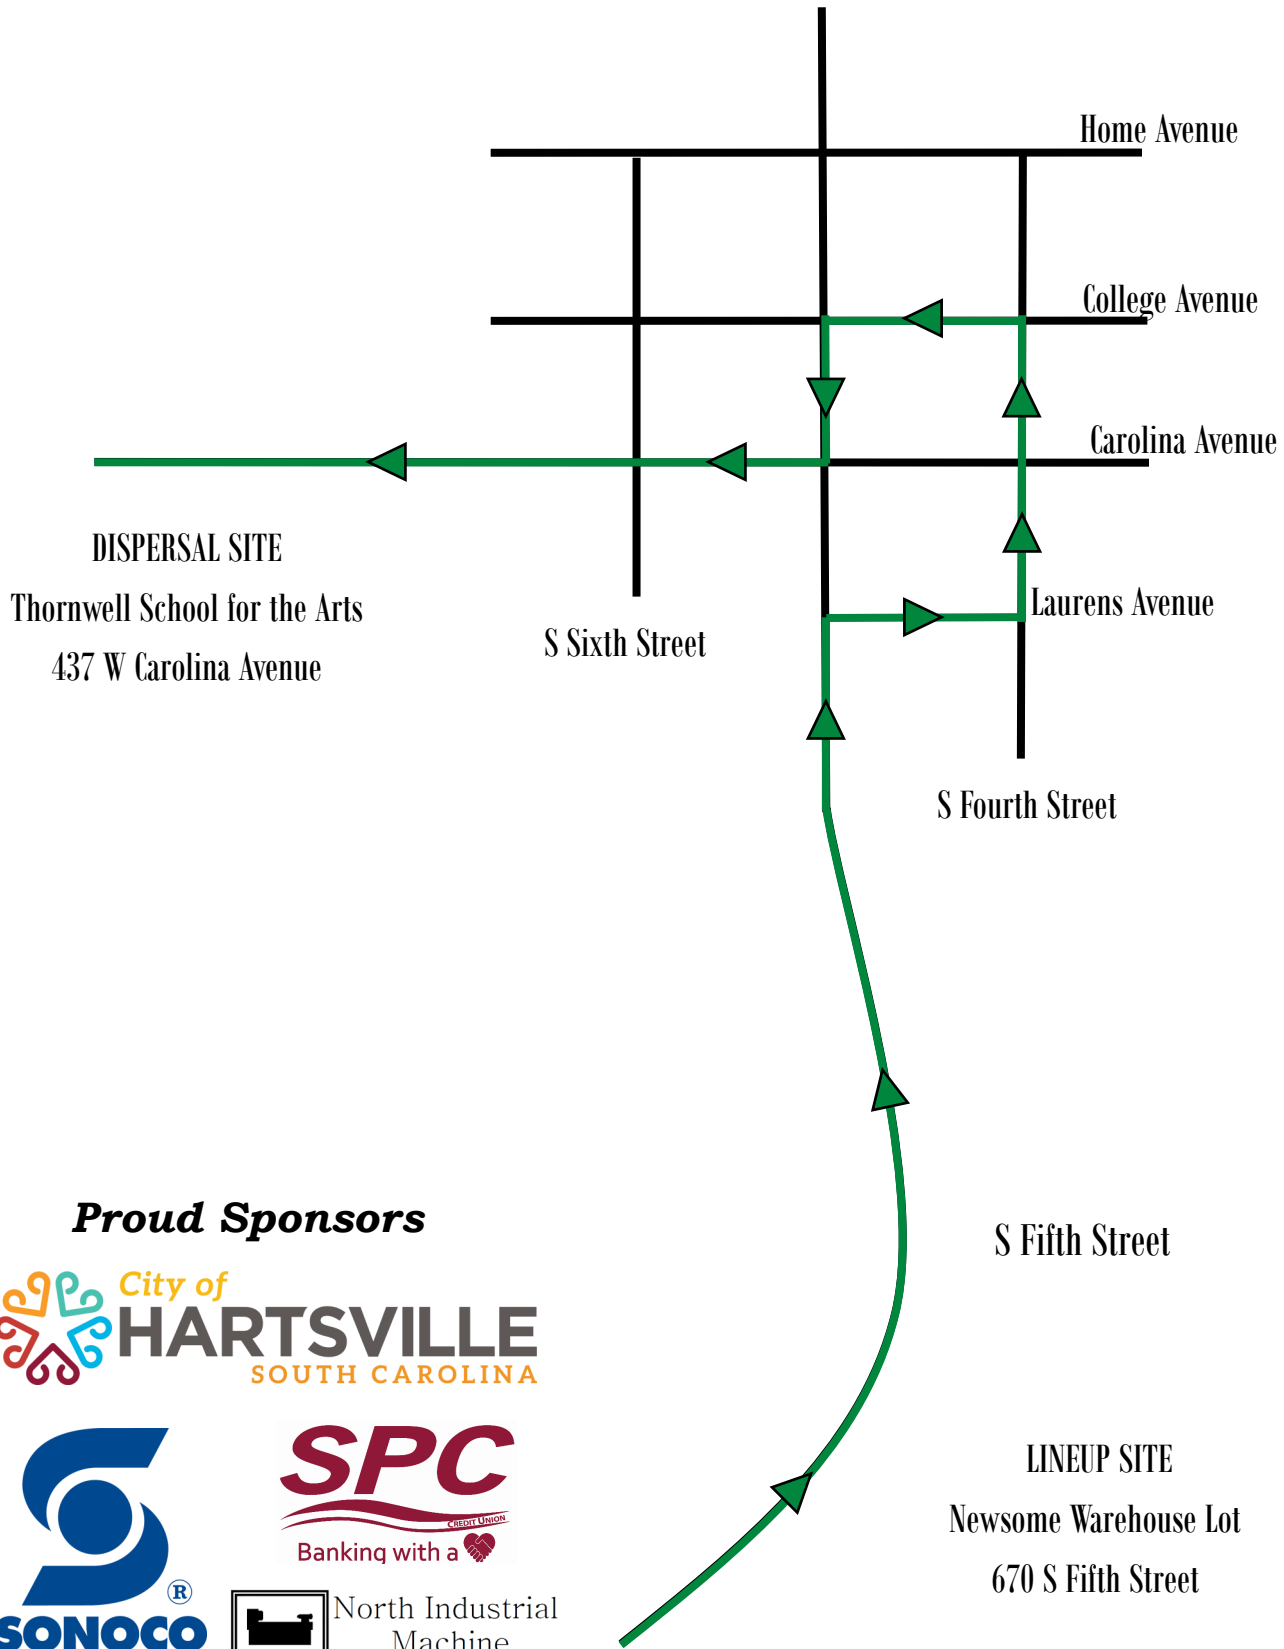 Home Avenue
College Avenue
Carolina Avenue
DISPERSAL SITE
Thornwell School for the Arts
437 W Carolina Avenue
Laurens Avenue
S Sixth Street
S Fourth Street
Proud Sponsors
City of
HARTSVILLE
SOUTH CAROLINA
S Fifth Street
SPC
CREDIT UNION
Banking with a
LINEUP SITE
Newsome Warehouse Lot
670 S Fifth Street
®
SONOCO
North Industrial
Machine